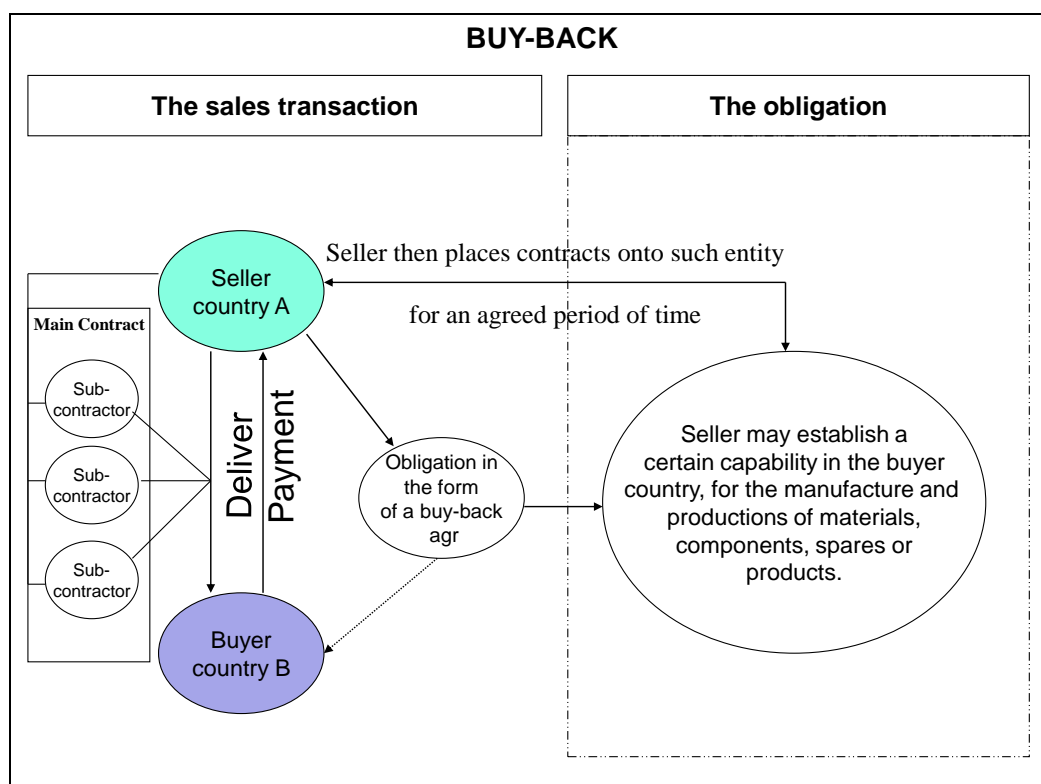 BUY-BACK
The sales transaction
The obligation
Seller then places contracts onto such entity
for an agreed period of time
Seller
country A
Main Contract
Sub-
contractor
Sub-
contractor
Sub-
contractor
Deliver
Payment
Obligation in
the form
of a buy-back
agr
Buyer
country B
Seller may establish a
certain capability in the buyer
country, for the manufacture and
productions of materials,
components, spares or
products.